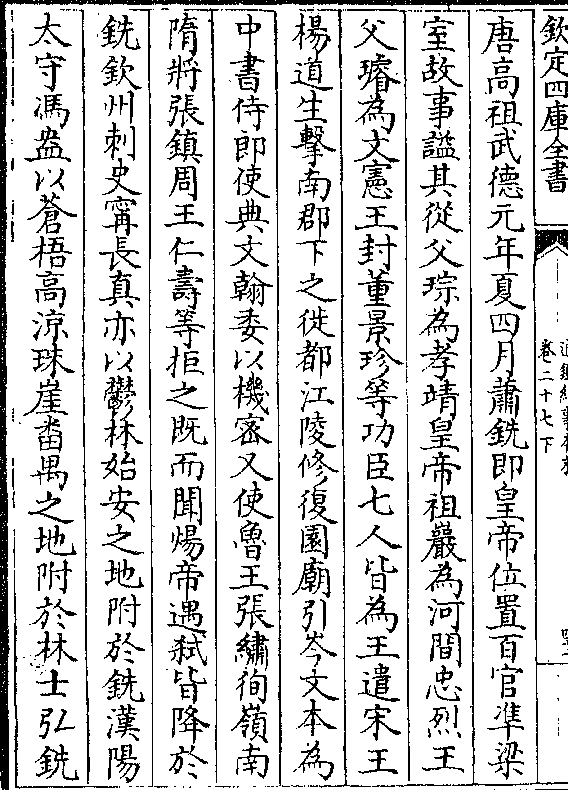 欽定四庫全書
卷二十七下
唐髙祖武徳元年夏四月蕭銑即皇帝位置百官凖梁
室故事謚其從父琮為孝靖皇帝祖巖為河間忠烈王
父璿為文憲王封董景珍等功臣七人皆為王遣宋王
楊道生擊南郡下之徙都江陵修復園廟引岑文本為
中書侍郎使典文翰委以機密又使魯王張繡徇嶺南
隋將張鎮周王仁壽等拒之既而聞煬帝遇弑皆降於
銑欽州刺史甯長真亦以鬱林始安之地附於銑漢陽
太守馮盎以蒼梧高涼珠崖番禺之地附於林士弘銑